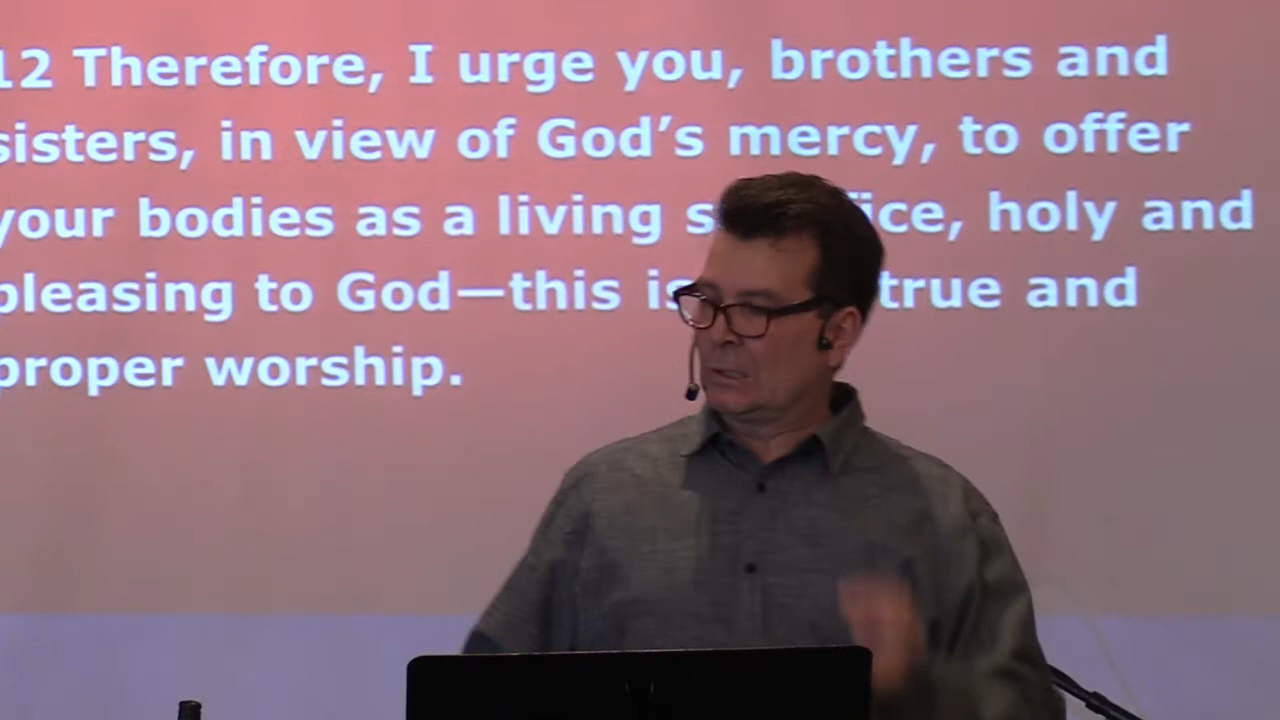 12 Therefore, I urge you, brothers and
sisters, in view of God’s mercy, to offer
your bodies as a living holy and
pleasing to God—this is true and
proper worship.